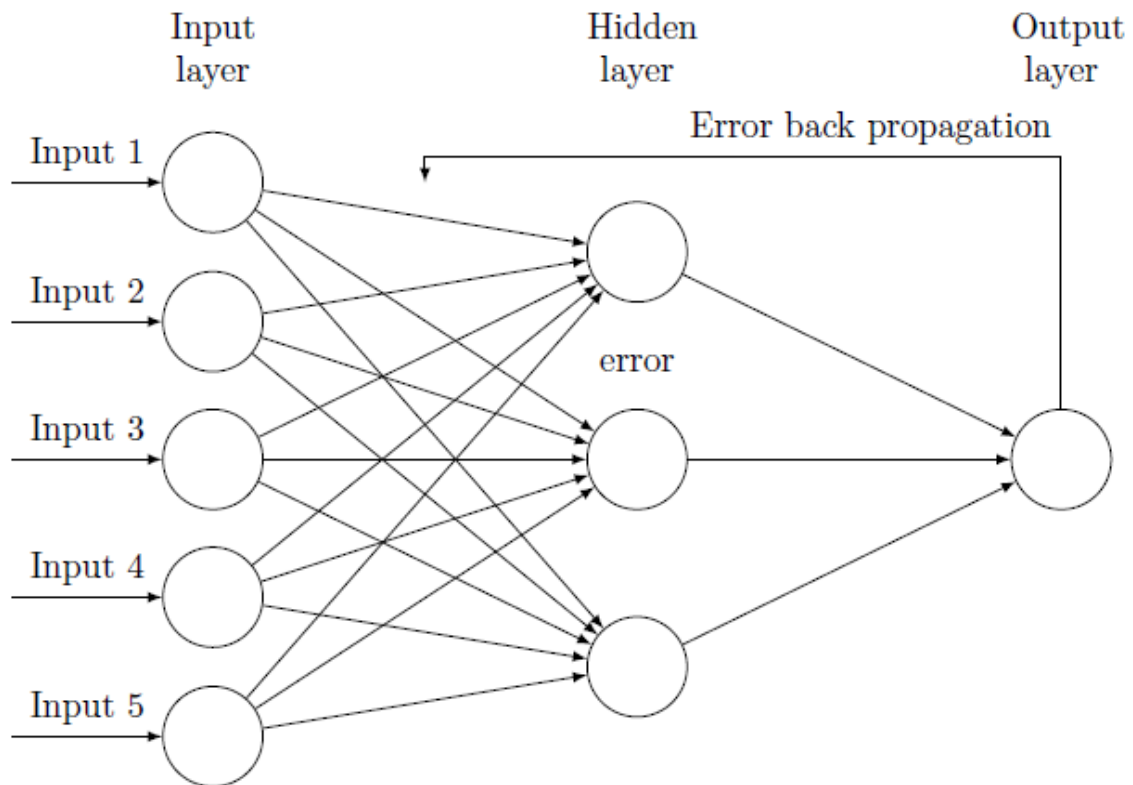 Input
layer
Hidden
layer
Output
layer
Error back propagation
Input 1
Input 2
error
Input 3
Input 4
Input 5